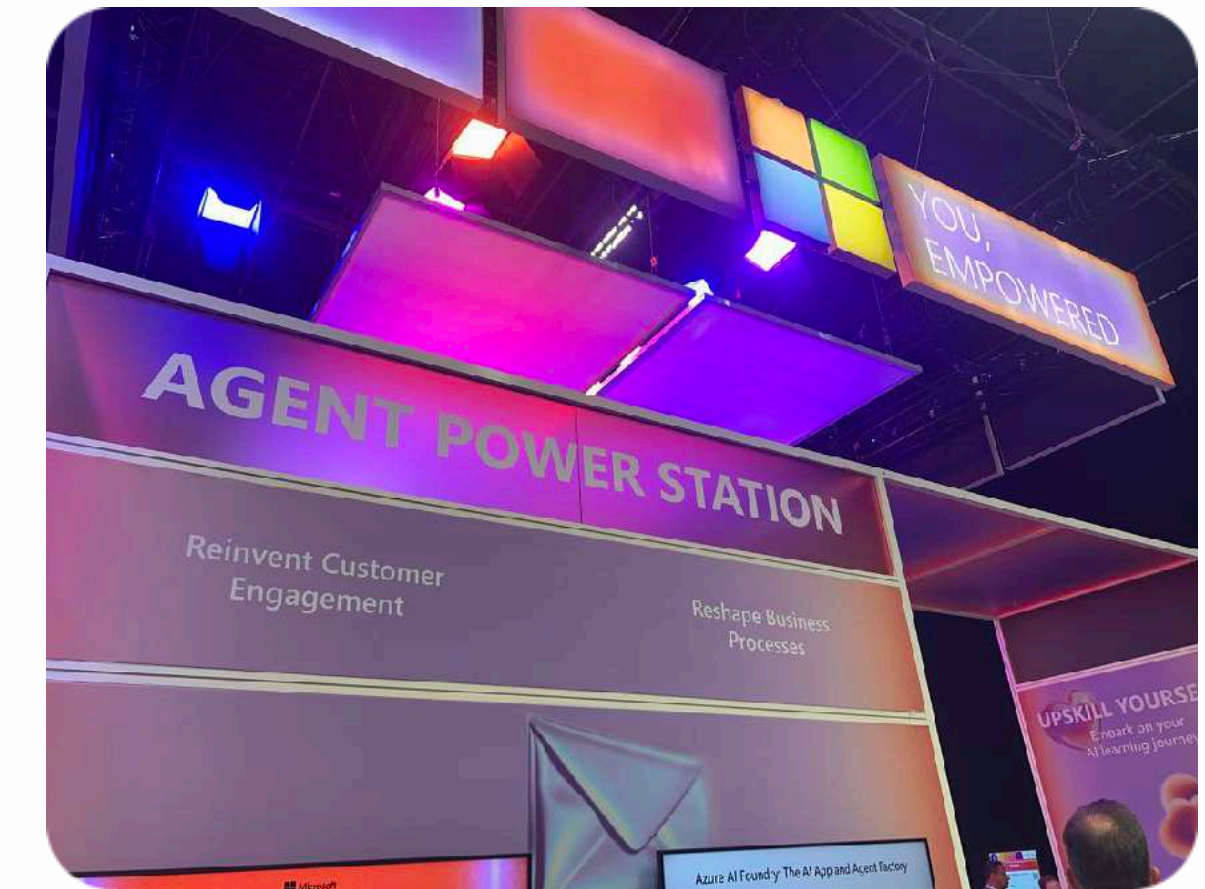 YOU,
EMPOWERED
AGENT POWER STATION
Reinvent Customer
Engagement
Reshape Business
Processes
UPSKILL YOURSE
Embark on your
AI learning journey
Microsoft
Azure AI Foundry: The AI App and Agent Factory